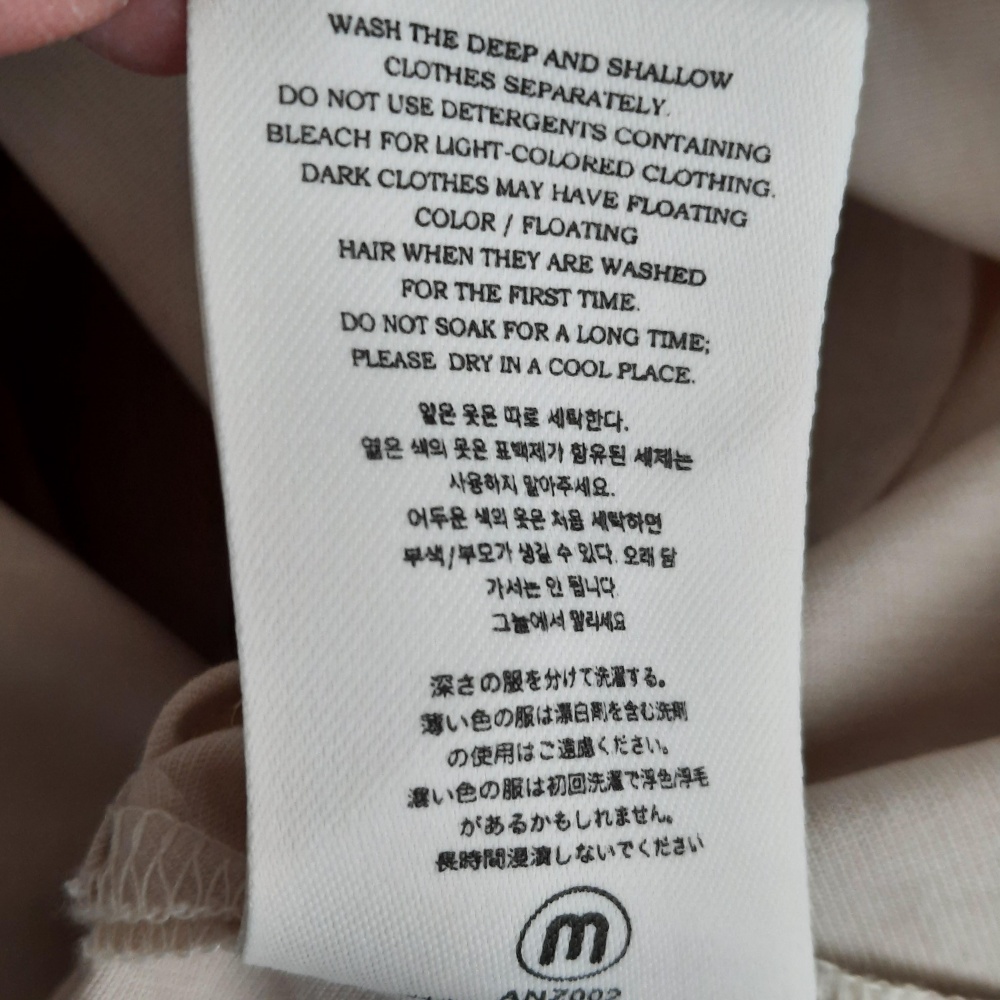 WASH THE DEEP AND SHALLOW
CLOTHES SEPARATELY.
DO NOT USE DETERGENTS CONTAINING
BLEACH FOR LIGHT-COLORED CLOTHING.
DARK CLOTHES MAY HAVE FLOATING
COLOR / FLOATING
HAIR WHEN THEY ARE WASHED
FOR THE FIRST TIME.
DO NOT SOAK FOR A LONG TIME;
PLEASE DRY IN A COOL PLACE.
옅은 옷은 따로 세탁한다.
옅은 색의 옷은 표백제가 함유된 세제는
사용하지 말아주세요.
어두운 색의 옷은 처음 세탁하면
부색/부모가 생길 수 있다. 오래 담
가서는 안 됩니다
그늘에서 말리세요
深さの服を分けて洗濯する。
薄い色の服は漂白剤を含む洗剤
の使用はご遠慮ください。
濃い色の服は初回洗濯で浮色/浮毛
があるかもしれません。
長時間浸漬しないでください
m
ANZ002